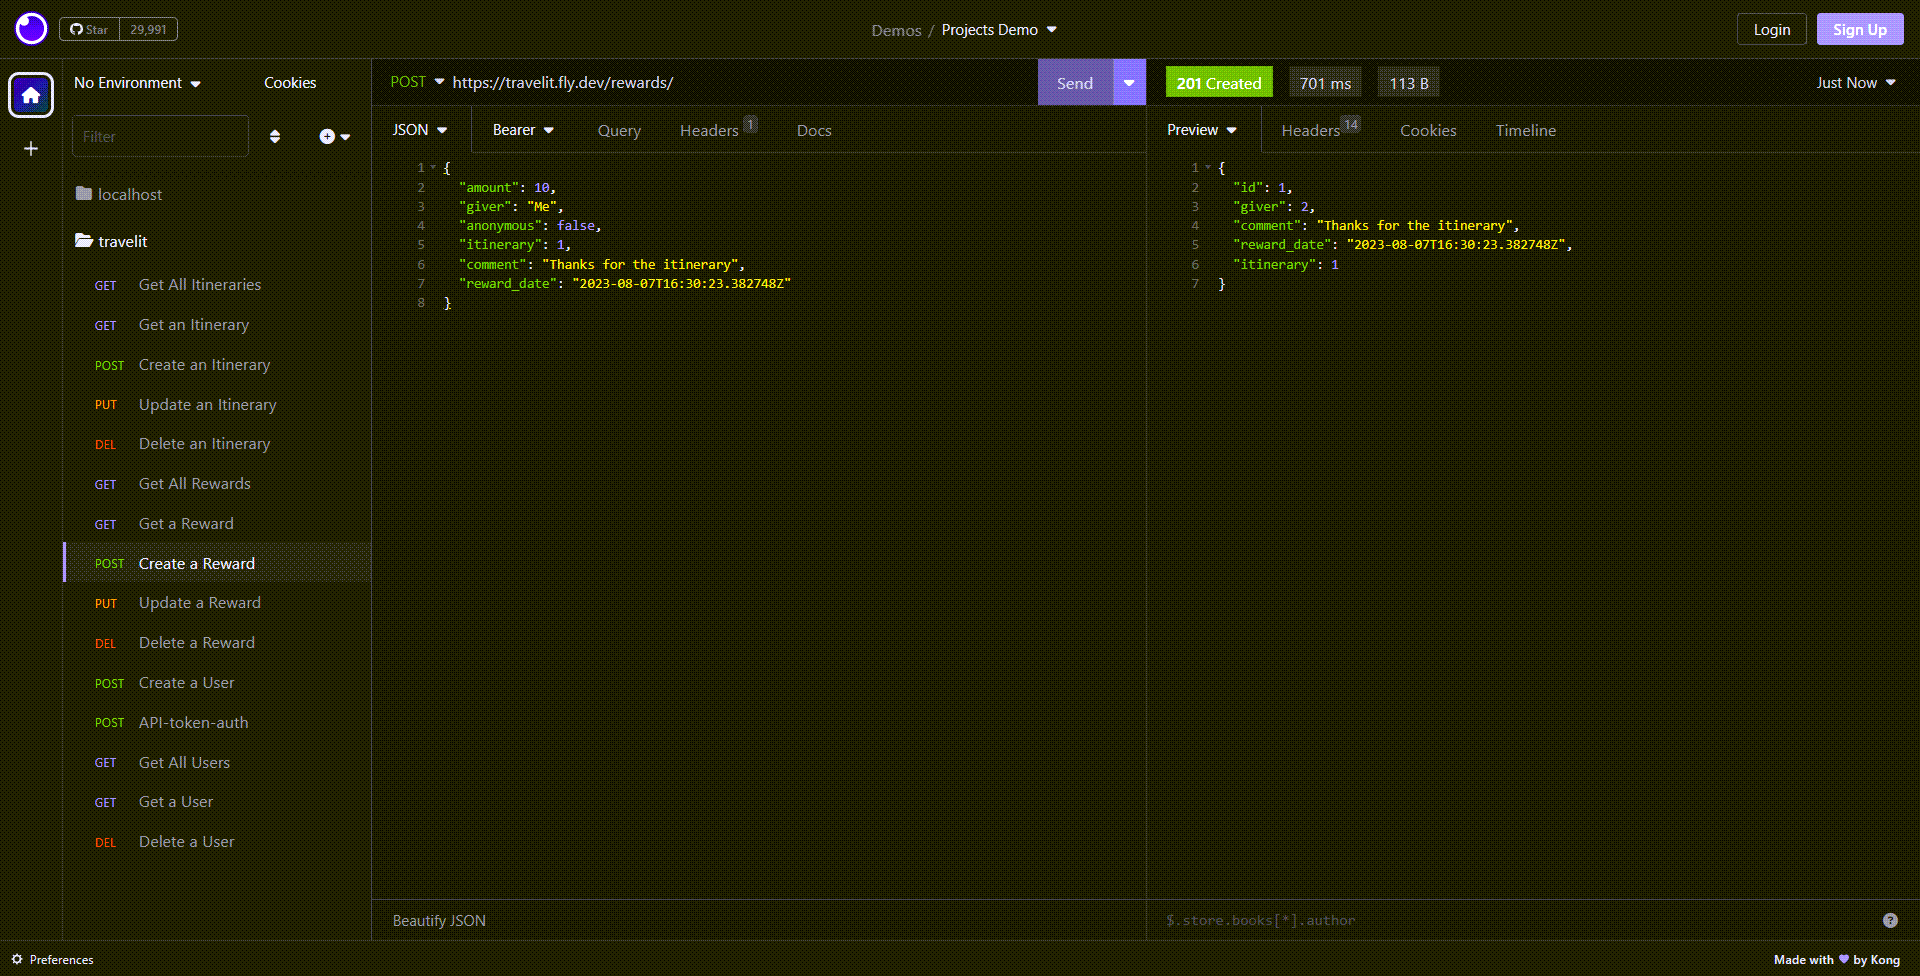 Star 29,991
Demos / Projects Demo
Login Sign Up
No Environment Cookies
Filter
localhost
travelit
GET Get All Itineraries
GET Get an Itinerary
POST Create an Itinerary
PUT Update an Itinerary
DEL Delete an Itinerary
GET Get All Rewards
GET Get a Reward
POST Create a Reward
PUT Update a Reward
DEL Delete a Reward
POST Create a User
POST API-token-auth
GET Get All Users
GET Get a User
DEL Delete a User
POST https://travelit.fly.dev/rewards/ Send
JSON Bearer Query Headers 1 Docs
1 {
2 "amount": 10,
3 "giver": "Me",
4 "anonymous": false,
5 "itinerary": 1,
6 "comment": "Thanks for the itinerary",
7 "reward_date": "2023-08-07T16:30:23.382748Z"
8 }
Beautify JSON
201 Created 701 ms 113 B Just Now
Preview Headers 14 Cookies Timeline
1 {
2 "id": 1,
3 "giver": 2,
4 "comment": "Thanks for the itinerary",
5 "reward_date": "2023-08-07T16:30:23.382748Z",
6 "itinerary": 1
7 }
$.store.books[*].author ?
Preferences
Made with ♥ by Kong